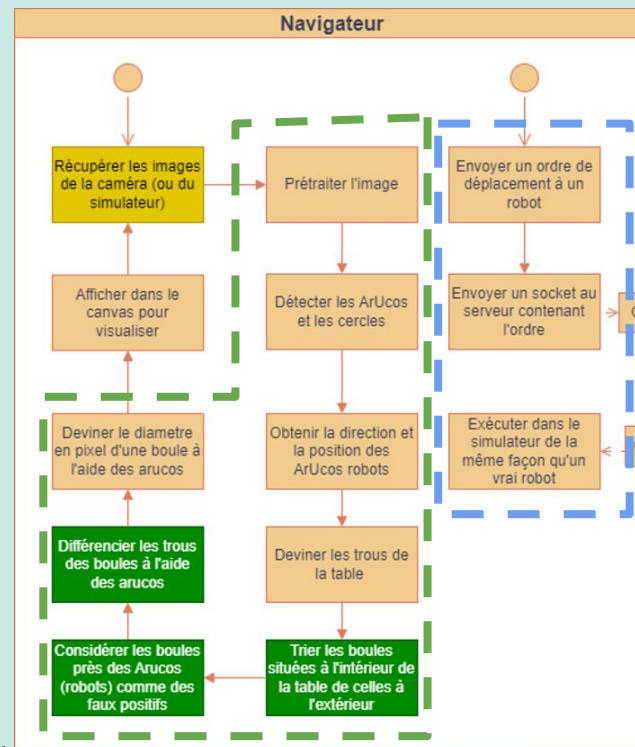 Navigateur
Récupérer les images
de la caméra (ou du
simulateur)
Prétraiter l'image
Envoyer un ordre de
déplacement à un
robot
Afficher dans le
canvas pour
visualiser
Détecter les ArUcos
et les cercles
Envoyer un socket au
serveur contenant
l'ordre
Deviner le diametre
en pixel d'une boule à
l'aide des arucos
Obtenir la direction et
la position des
ArUcos robots
Exécuter dans le
simulateur de la
même façon qu'un
vrai robot
Différencier les trous
des boules à l'aide
des arucos
Deviner les trous de
la table
Considérer les boules
près des Arucos
(robots) comme des
faux positifs
Trier les boules
situées à l'intérieur de
la table de celles à
l'extérieur